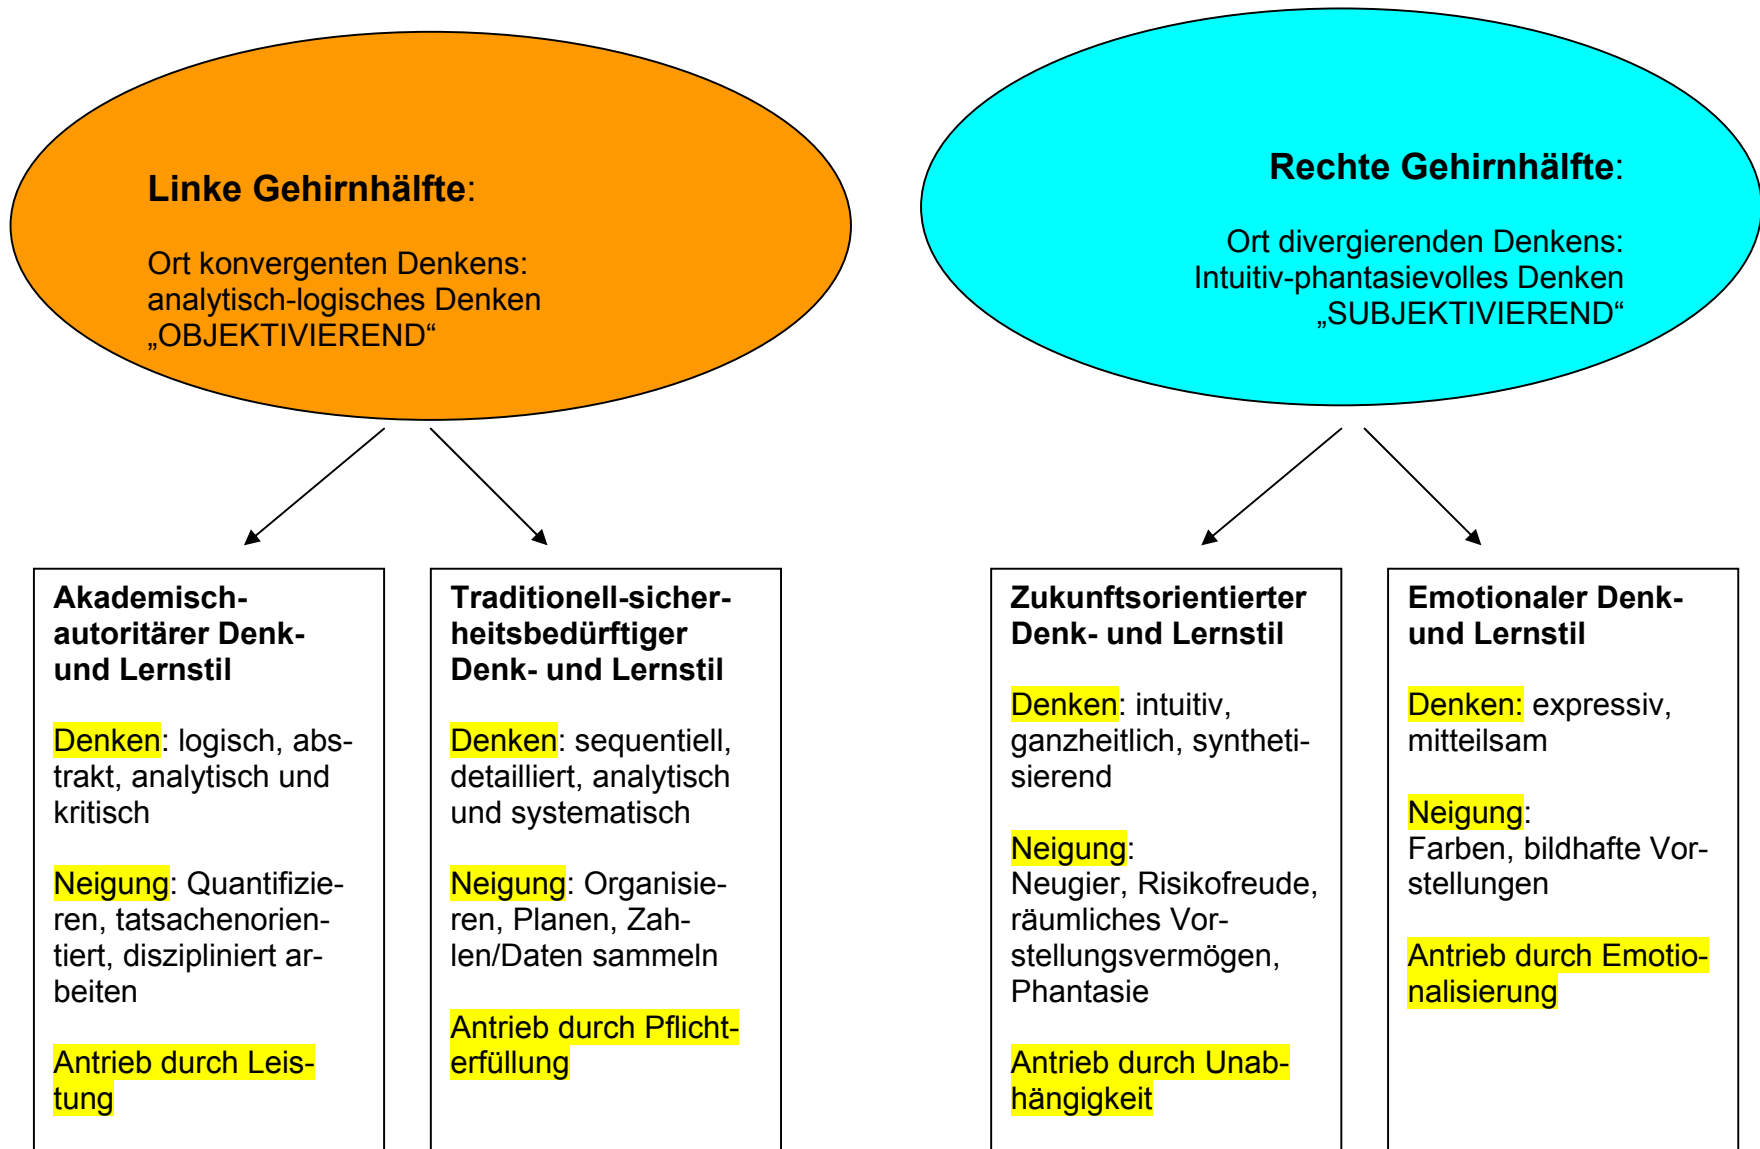 Linke Gehirnhälfte:
Ort konvergenten Denkens:
analytisch-logisches Denken
„OBJEKTIVIEREND“
Rechte Gehirnhälfte:
Ort divergierenden Denkens:
Intuitiv-phantasievolles Denken
„SUBJEKTIVIEREND“
Akademisch-
autoritärer Denk-
und Lernstil
Denken: logisch, abs-
trakt, analytisch und
kritisch
Neigung: Quantifizie-
ren, tatsachenorien-
tiert, diszipliniert ar-
beiten
Antrieb durch Leis-
tung
Traditionell-sicher-
heitsbedürftiger
Denk- und Lernstil
Denken: sequentiell,
detailliert, analytisch
und systematisch
Neigung: Organisie-
ren, Planen, Zah-
len/Daten sammeln
Antrieb durch Pflicht-
erfüllung
Zukunftsorientierter
Denk- und Lernstil
Denken: intuitiv,
ganzheitlich, syntheti-
sierend
Neigung:
Neugier, Risikofreude,
räumliches Vor-
stellungsvermögen,
Phantasie
Antrieb durch Unab-
hängigkeit
Emotionaler Denk-
und Lernstil
Denken: expressiv,
mitteilsam
Neigung:
Farben, bildhafte Vor-
stellungen
Antrieb durch Emotio-
nalisierung